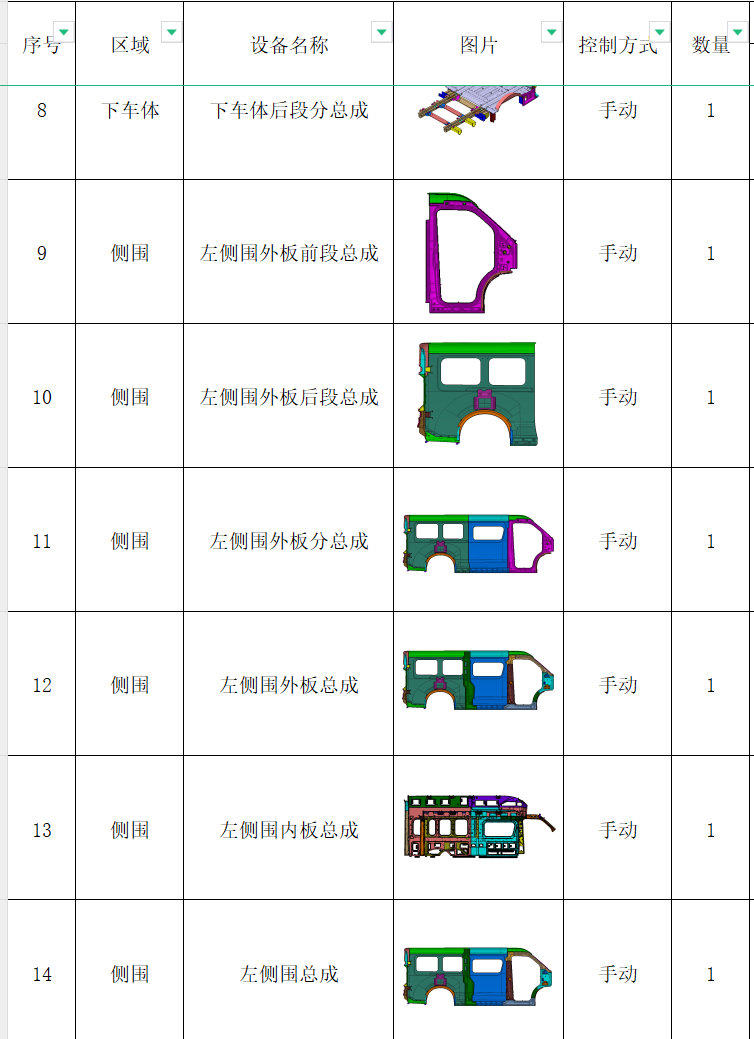 序号 区域 设备名称 图片 控制方式 数量
8 下车体 下车体后段分总成 手动 1
9 侧围 左侧围外板前段总成 手动 1
10 侧围 左侧围外板后段总成 手动 1
11 侧围 左侧围外板分总成 手动 1
12 侧围 左侧围外板总成 手动 1
13 侧围 左侧围内板总成 手动 1
14 侧围 左侧围总成 手动 1